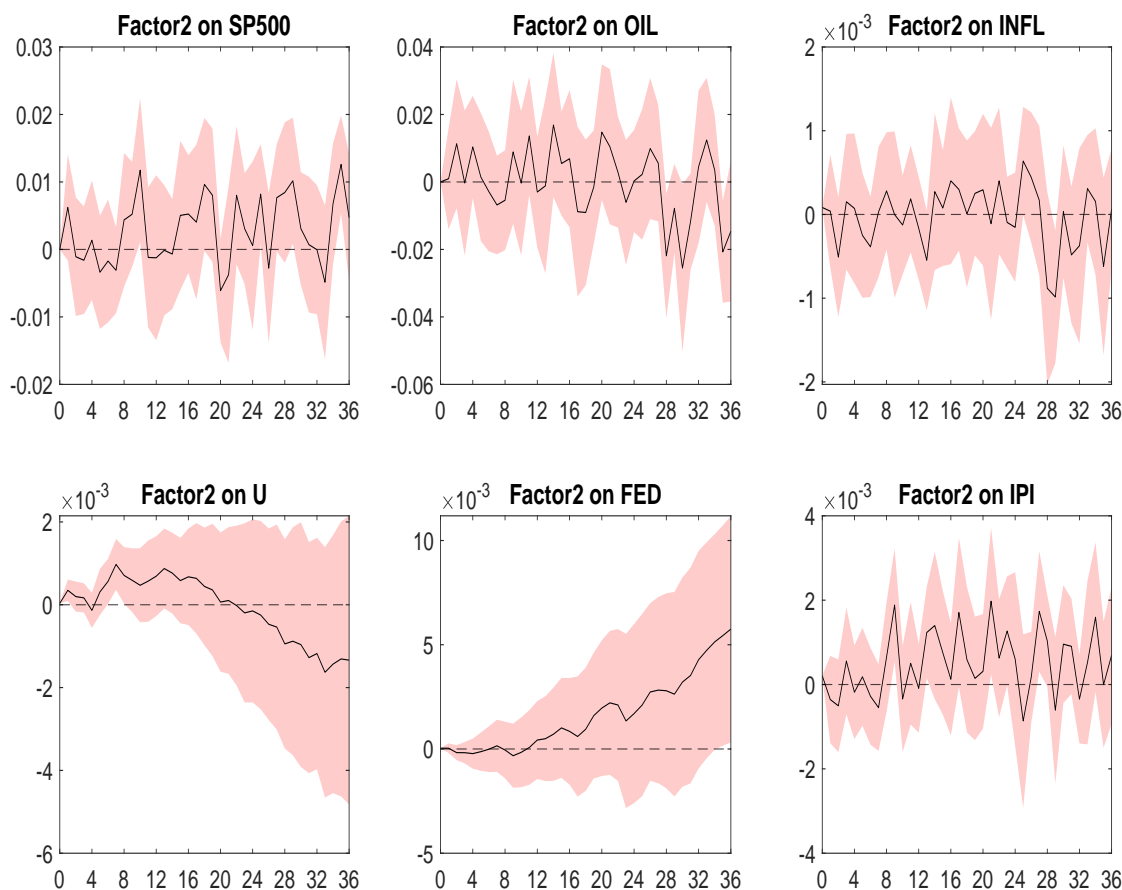 Factor2 on SP500
0.03
0.02
0.01
0
-0.01
-0.02
0 4 8 12 16 20 24 28 32 36
Factor2 on OIL
0.04
0.02
0
-0.02
-0.04
-0.06
0 4 8 12 16 20 24 28 32 36
×10-3
Factor2 on INFL
2
1
0
-1
-2
0 4 8 12 16 20 24 28 32 36
×10-3
Factor2 on U
2
0
-2
-4
-6
0 4 8 12 16 20 24 28 32 36
×10-3
Factor2 on FED
10
5
0
-5
0 4 8 12 16 20 24 28 32 36
×10-3
Factor2 on IPI
4
2
0
-2
-4
0 4 8 12 16 20 24 28 32 36